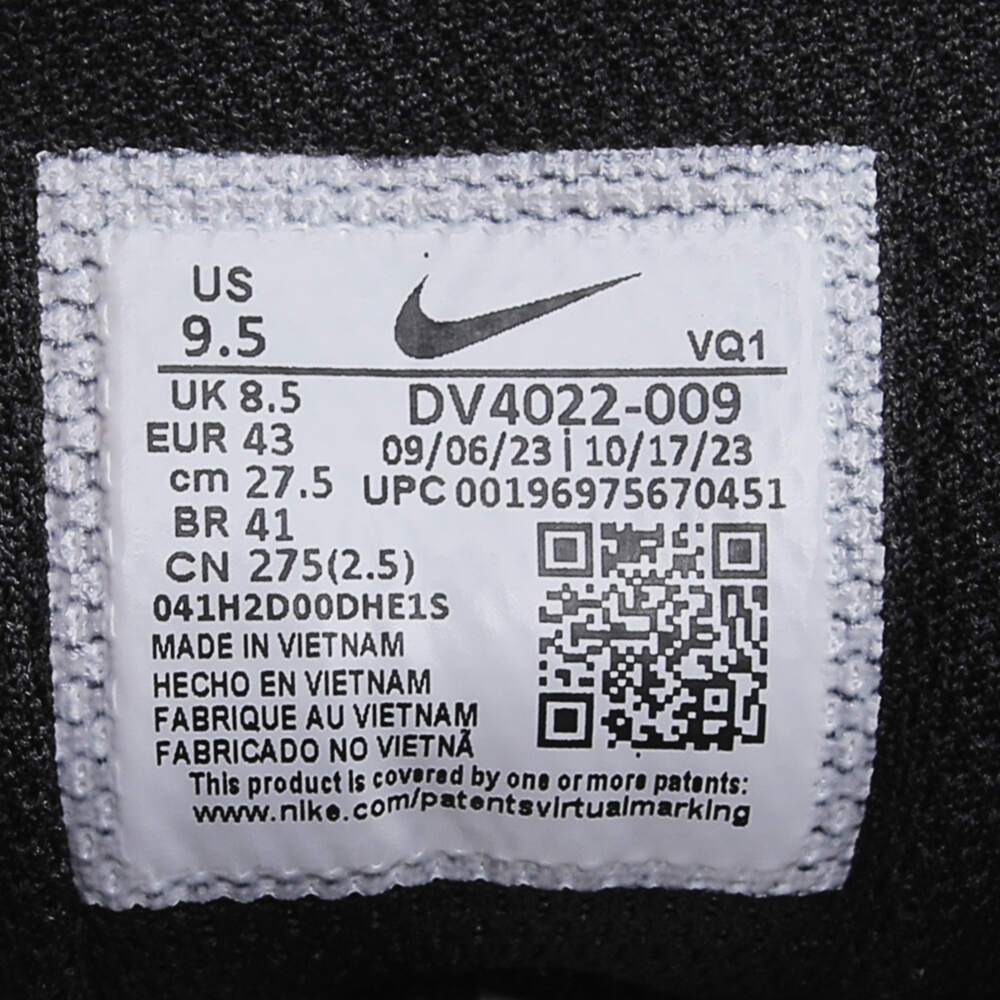 US
9.5
VQ1
UK 8.5
DV4022-009
EUR 43
09/06/23 | 10/17/23
cm 27.5
UPC 00196975670451
BR 41
CN 275(2.5)
041H2D00DHE1S
MADE IN VIETNAM
HECHO EN VIETNAM
FABRIQUE AU VIETNAM
FABRICADO NO VIETNÃ
This product is covered by one or more patents:
www.nike.com/patentsvirtualmarking